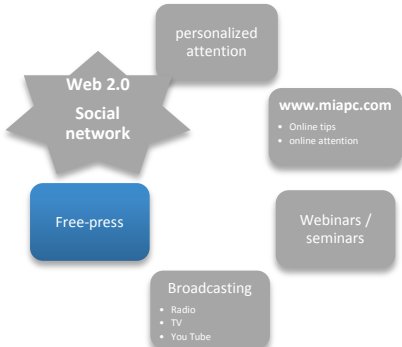 personalized
attention
Web 2.0
Social
network
www.miapc.com
• Online tips
• online attention
Free-press
Webinars /
seminars
Broadcasting
• Radio
• TV
• You Tube